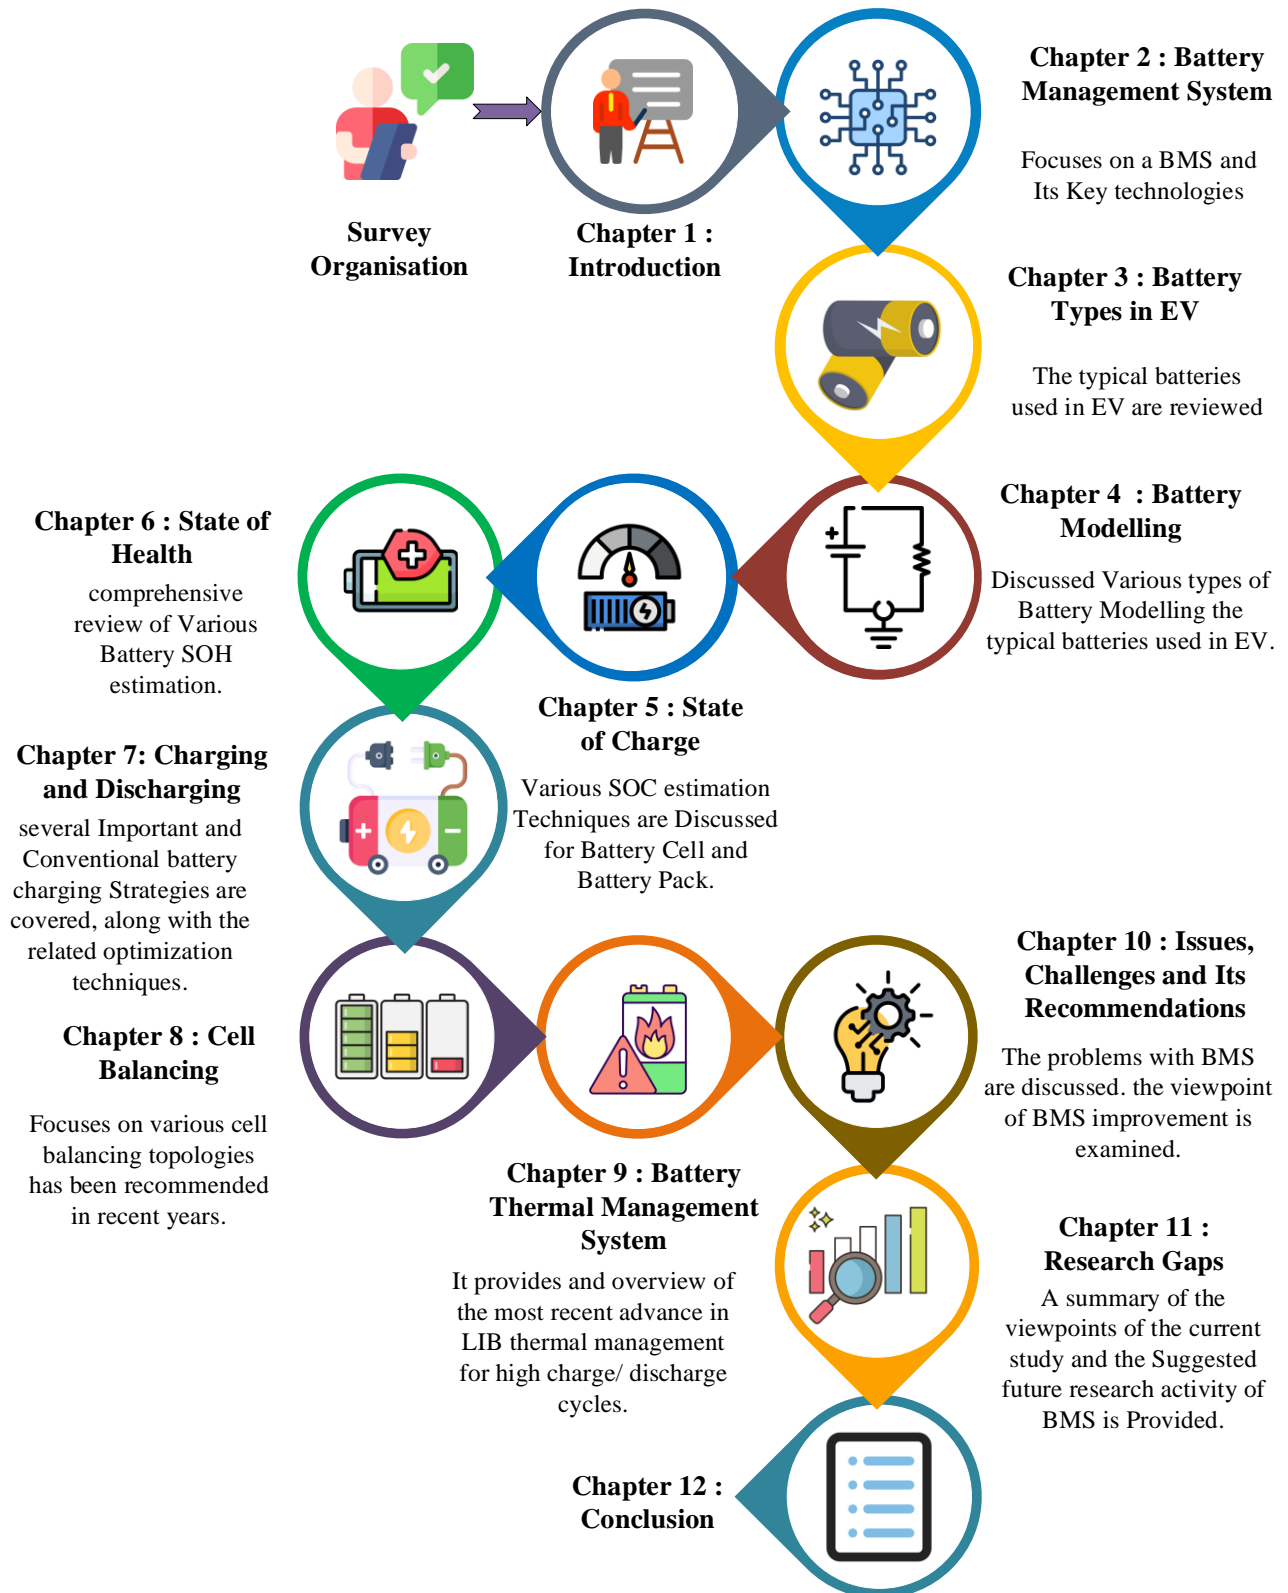 Survey
Organisation
Chapter 1 :
Introduction
Chapter 2 : Battery
Management System
Focuses on a BMS and
Its Key technologies
Chapter 3 : Battery
Types in EV
The typical batteries
used in EV are reviewed
Chapter 4  : Battery
Modelling
Discussed Various types of
Battery Modelling the
typical batteries used in EV.
Chapter 5 : State
of Charge
Various SOC estimation
Techniques are Discussed
for Battery Cell and
Battery Pack.
Chapter 6 : State of
Health
comprehensive
review of Various
Battery SOH
estimation.
Chapter 7: Charging
and Discharging
several Important and
Conventional battery
charging Strategies are
covered, along with the
related optimization
techniques.
Chapter 8 : Cell
Balancing
Focuses on various cell
balancing topologies
has been recommended
in recent years.
Chapter 9 : Battery
Thermal Management
System
It provides and overview of
the most recent advance in
LIB thermal management
for high charge/ discharge
cycles.
Chapter 10 : Issues,
Challenges and Its
Recommendations
The problems with BMS
are discussed. the viewpoint
of BMS improvement is
examined.
Chapter 11 :
Research Gaps
A summary of the
viewpoints of the current
study and the Suggested
future research activity of
BMS is Provided.
Chapter 12 :
Conclusion